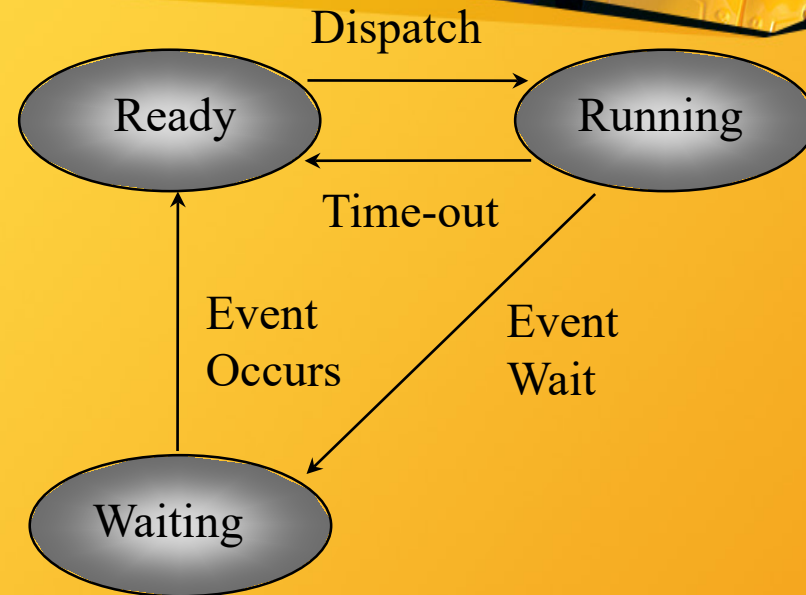 Dispatch
Ready
Running
Time-out
Event
Occurs
Event
Wait
Waiting